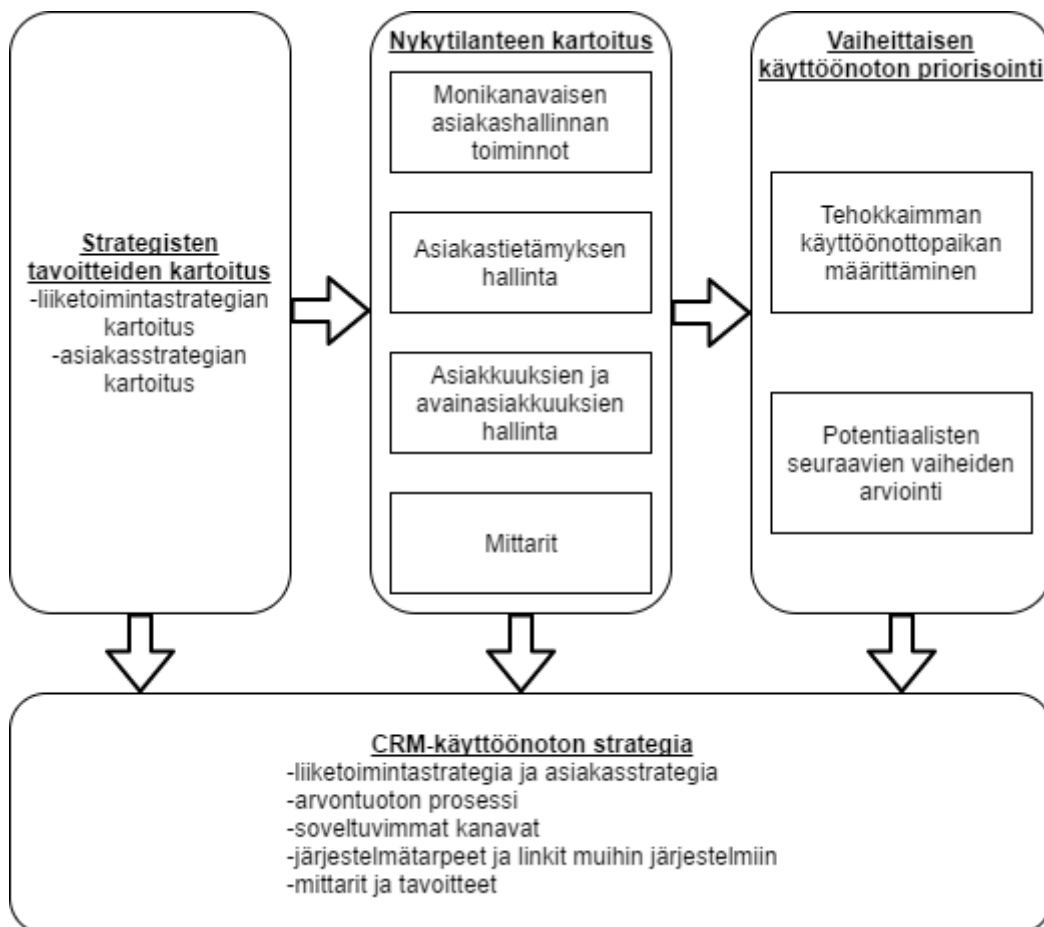 Strategisten
tavoitteiden kartoitus
-liiketoimintastrategian
kartoitus
-asiakasstrategian
kartoitus
Nykytilanteen kartoitus
Monikanavaisen
asiakashallinnan
toiminnot
Asiakastietämyksen
hallinta
Asiakkuuksien ja
avainasiakkuuksien
hallinta
Mittarit
Vaiheittaisen
käyttöönoton priorisointi
Tehokkaimman
käyttöönottopaikan
määrittäminen
Potentiaalisten
seuraavien vaiheiden
arviointi
CRM-käyttöönoton strategia
-liiketoimintastrategia ja asiakasstrategia
-arvontuoton prosessi
-soveltuvimmat kanavat
-järjestelmätarpeet ja linkit muihin järjestelmiin
-mittarit ja tavoitteet